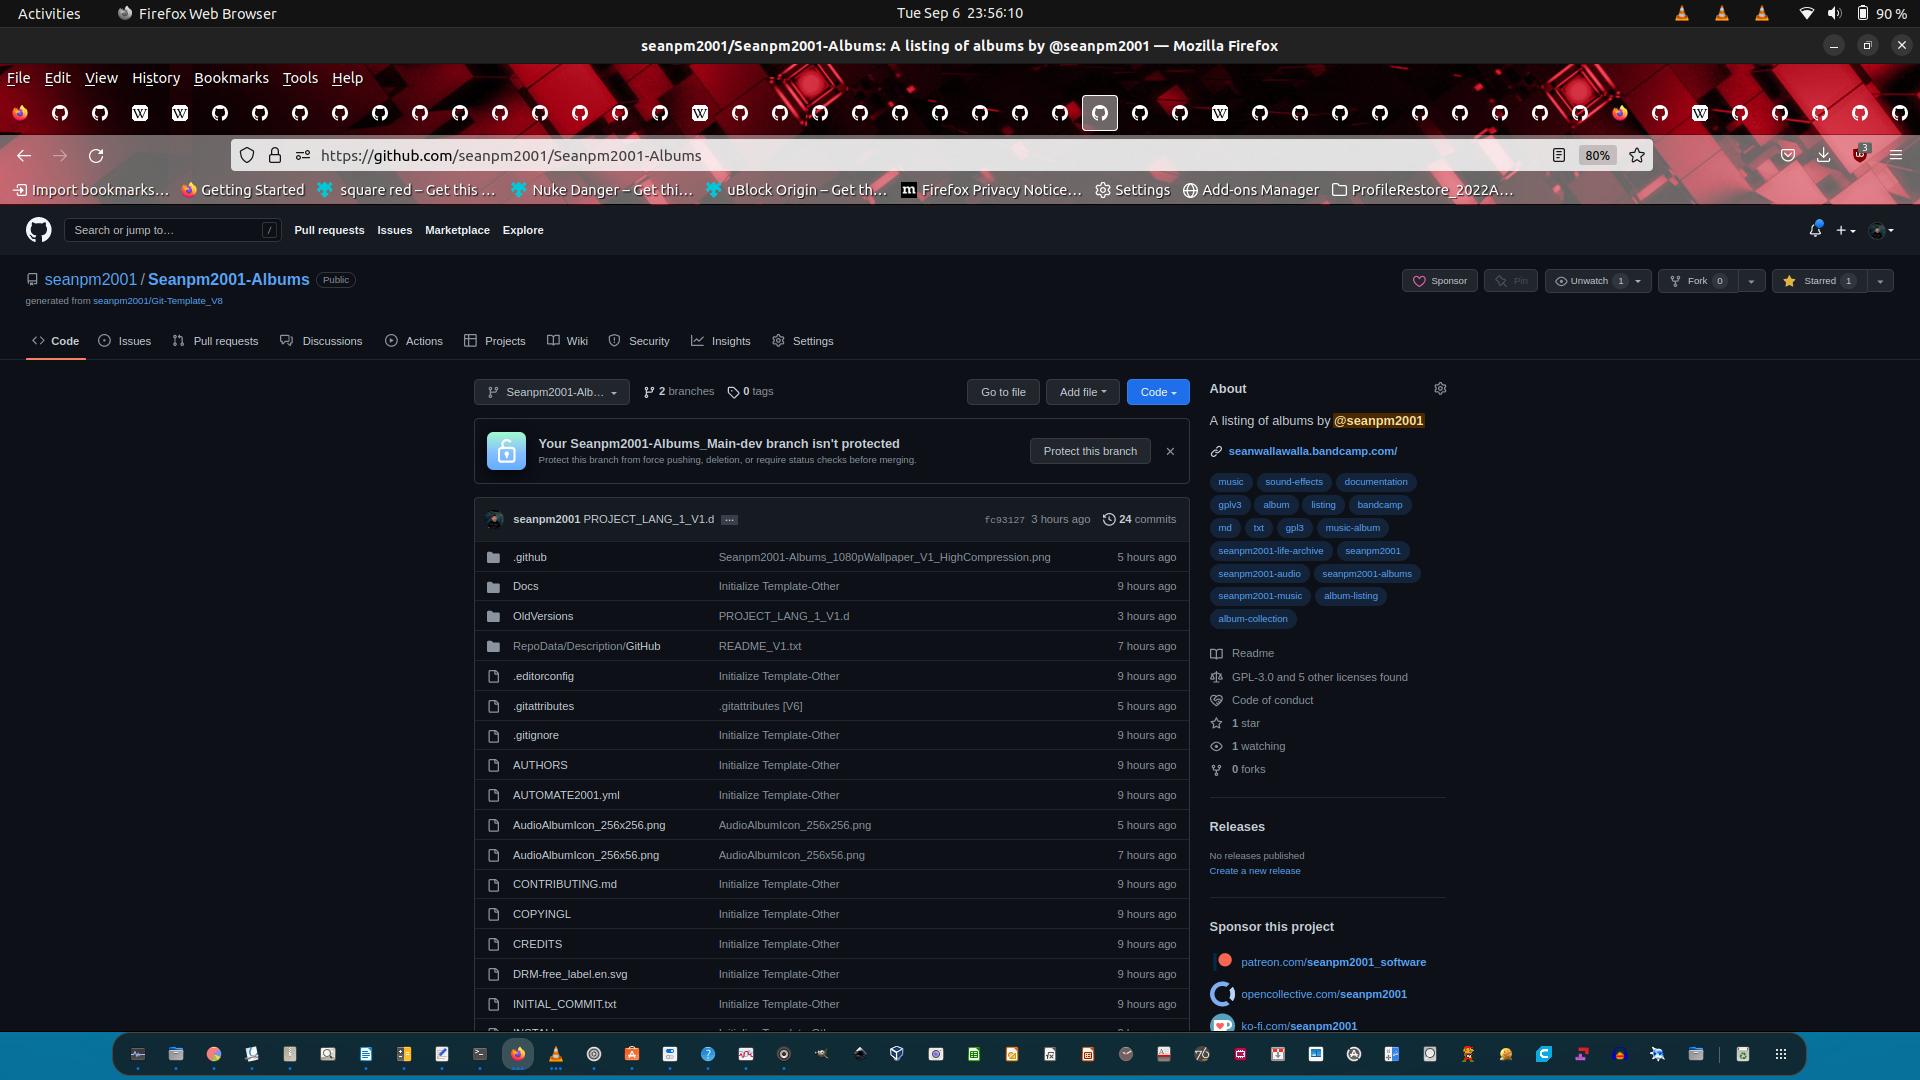 Activities Firefox Web Browser Tue Sep 6 23:56:10 90 %
seanpm2001/Seanpm2001-Albums: A listing of albums by @seanpm2001 — Mozilla Firefox
File Edit View History Bookmarks Tools Help
https://github.com/seanpm2001/Seanpm2001-Albums 80% 3
Import bookmarks… Getting Started square red – Get this … Nuke Danger – Get thi… uBlock Origin – Get th… Firefox Privacy Notice… Settings Add-ons Manager ProfileRestore_2022A…
Search or jump to… / Pull requests Issues Marketplace Explore
seanpm2001 / Seanpm2001-Albums Public Sponsor Pin Unwatch 1 Fork 0 Starred 1
generated from seanpm2001/Git-Template_V8
Code Issues Pull requests Discussions Actions Projects Wiki Security Insights Settings
Seanpm2001-Alb… 2 branches 0 tags Go to file Add file Code
Your Seanpm2001-Albums_Main-dev branch isn't protected
Protect this branch from force pushing, deletion, or require status checks before merging.
Protect this branch
seanpm2001 PROJECT_LANG_1_V1.d … fc93127 3 hours ago 24 commits
.github Seanpm2001-Albums_1080pWallpaper_V1_HighCompression.png 5 hours ago
Docs Initialize Template-Other 9 hours ago
OldVersions PROJECT_LANG_1_V1.d 3 hours ago
RepoData/Description/GitHub README_V1.txt 7 hours ago
.editorconfig Initialize Template-Other 9 hours ago
.gitattributes .gitattributes [V6] 5 hours ago
.gitignore Initialize Template-Other 9 hours ago
AUTHORS Initialize Template-Other 9 hours ago
AUTOMATE2001.yml Initialize Template-Other 9 hours ago
AudioAlbumIcon_256x256.png AudioAlbumIcon_256x256.png 5 hours ago
AudioAlbumIcon_256x56.png AudioAlbumIcon_256x56.png 7 hours ago
CONTRIBUTING.md Initialize Template-Other 9 hours ago
COPYINGL Initialize Template-Other 9 hours ago
CREDITS Initialize Template-Other 9 hours ago
DRM-free_label.en.svg Initialize Template-Other 9 hours ago
INITIAL_COMMIT.txt Initialize Template-Other 9 hours ago
About
A listing of albums by @seanpm2001
seanwallawalla.bandcamp.com/
music sound-effects documentation
gplv3 album listing bandcamp
md txt gpl3 music-album
seanpm2001-life-archive seanpm2001
seanpm2001-audio seanpm2001-albums
seanpm2001-music album-listing
album-collection
Readme
GPL-3.0 and 5 other licenses found
Code of conduct
1 star
1 watching
0 forks
Releases
No releases published
Create a new release
Sponsor this project
patreon.com/seanpm2001_software
opencollective.com/seanpm2001
ko-fi.com/seanpm2001